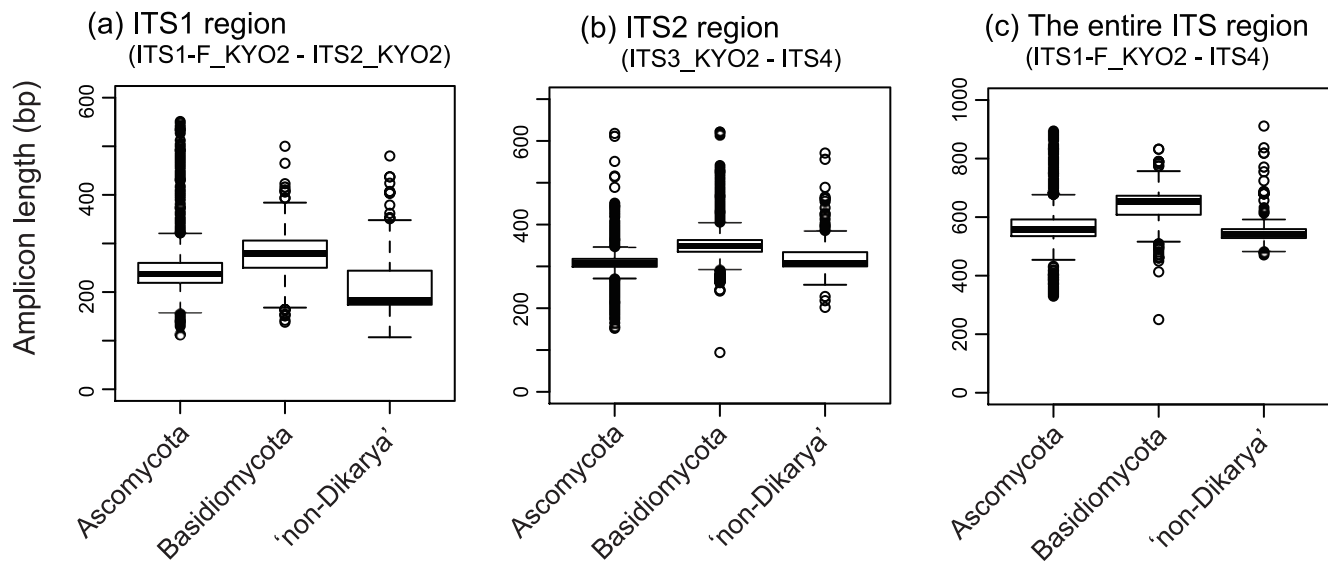 (a) ITS1 region
(ITS1-F_KYO2 - ITS2_KYO2)
(b) ITS2 region
(ITS3_KYO2 - ITS4)
(c) The entire ITS region
(ITS1-F_KYO2 - ITS4)
Amplicon length (bp)
600
400
200
0
600
400
200
0
1000
800
600
400
200
0
Ascomycota
Basidiomycota
‘non-Dikarya’
Ascomycota
Basidiomycota
‘non-Dikarya’
Ascomycota
Basidiomycota
‘non-Dikarya’